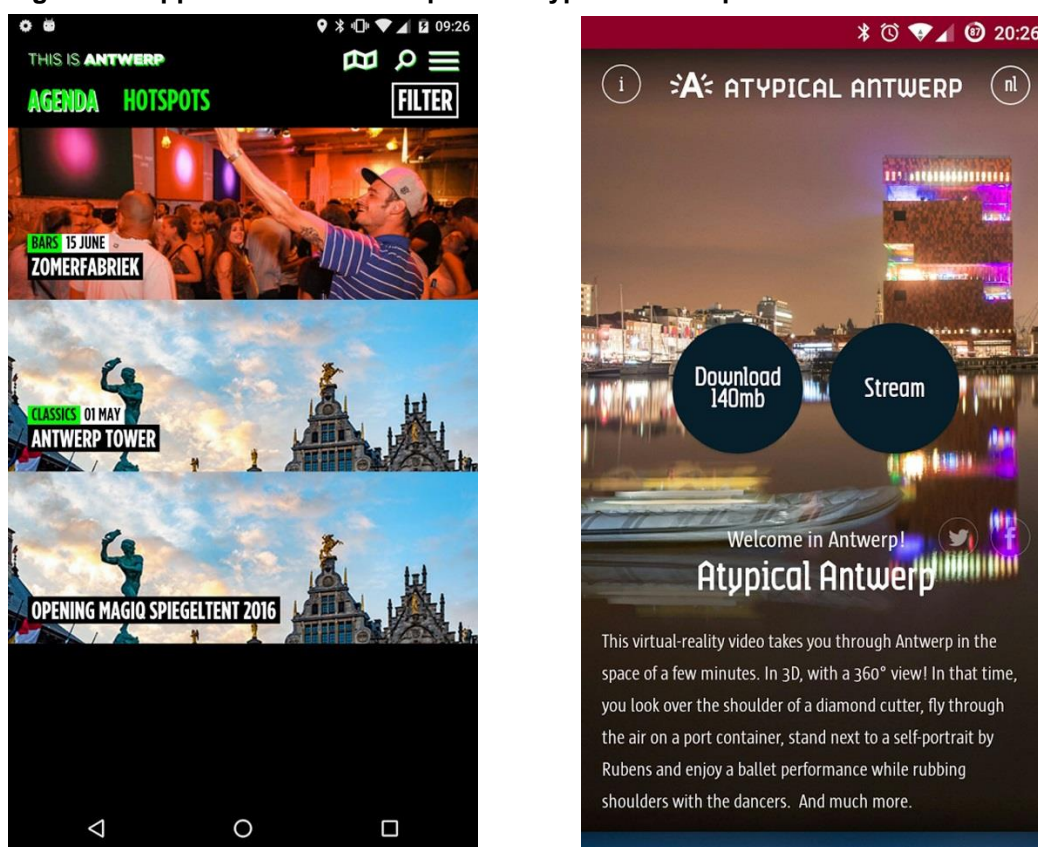 09:26
THIS IS ANTWERP
AGENDA HOTSPOTS FILTER
BARS 15 JUNE
ZOMERFABRIEK
CLASSICS 01 MAY
ANTWERP TOWER
OPENING MAGIQ SPIEGELTENT 2016
87 20:26
i A ATYPICAL ANTWERP nl
Download
140mb
Stream
Welcome in Antwerp!
Atypical Antwerp
This virtual-reality video takes you through Antwerp in the
space of a few minutes. In 3D, with a 360° view! In that time,
you look over the shoulder of a diamond cutter, fly through
the air on a port container, stand next to a self-portrait by
Rubens and enjoy a ballet performance while rubbing
shoulders with the dancers. And much more.